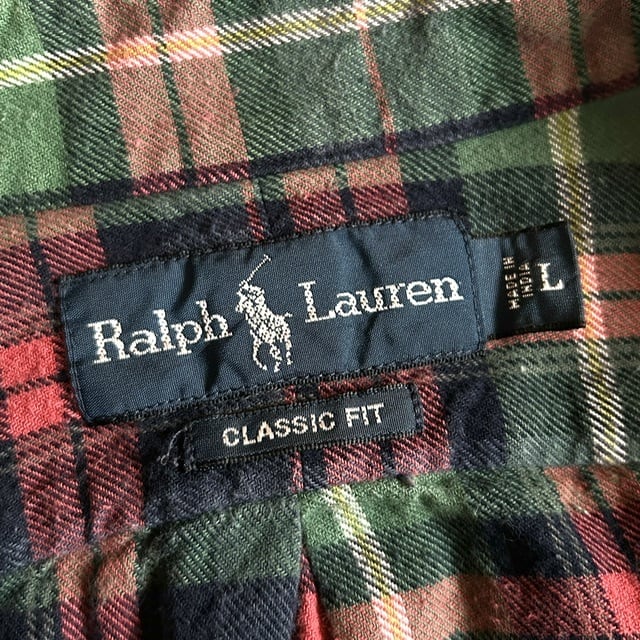 Ralph Lauren
MADE IN
INDIA
L
CLASSIC FIT